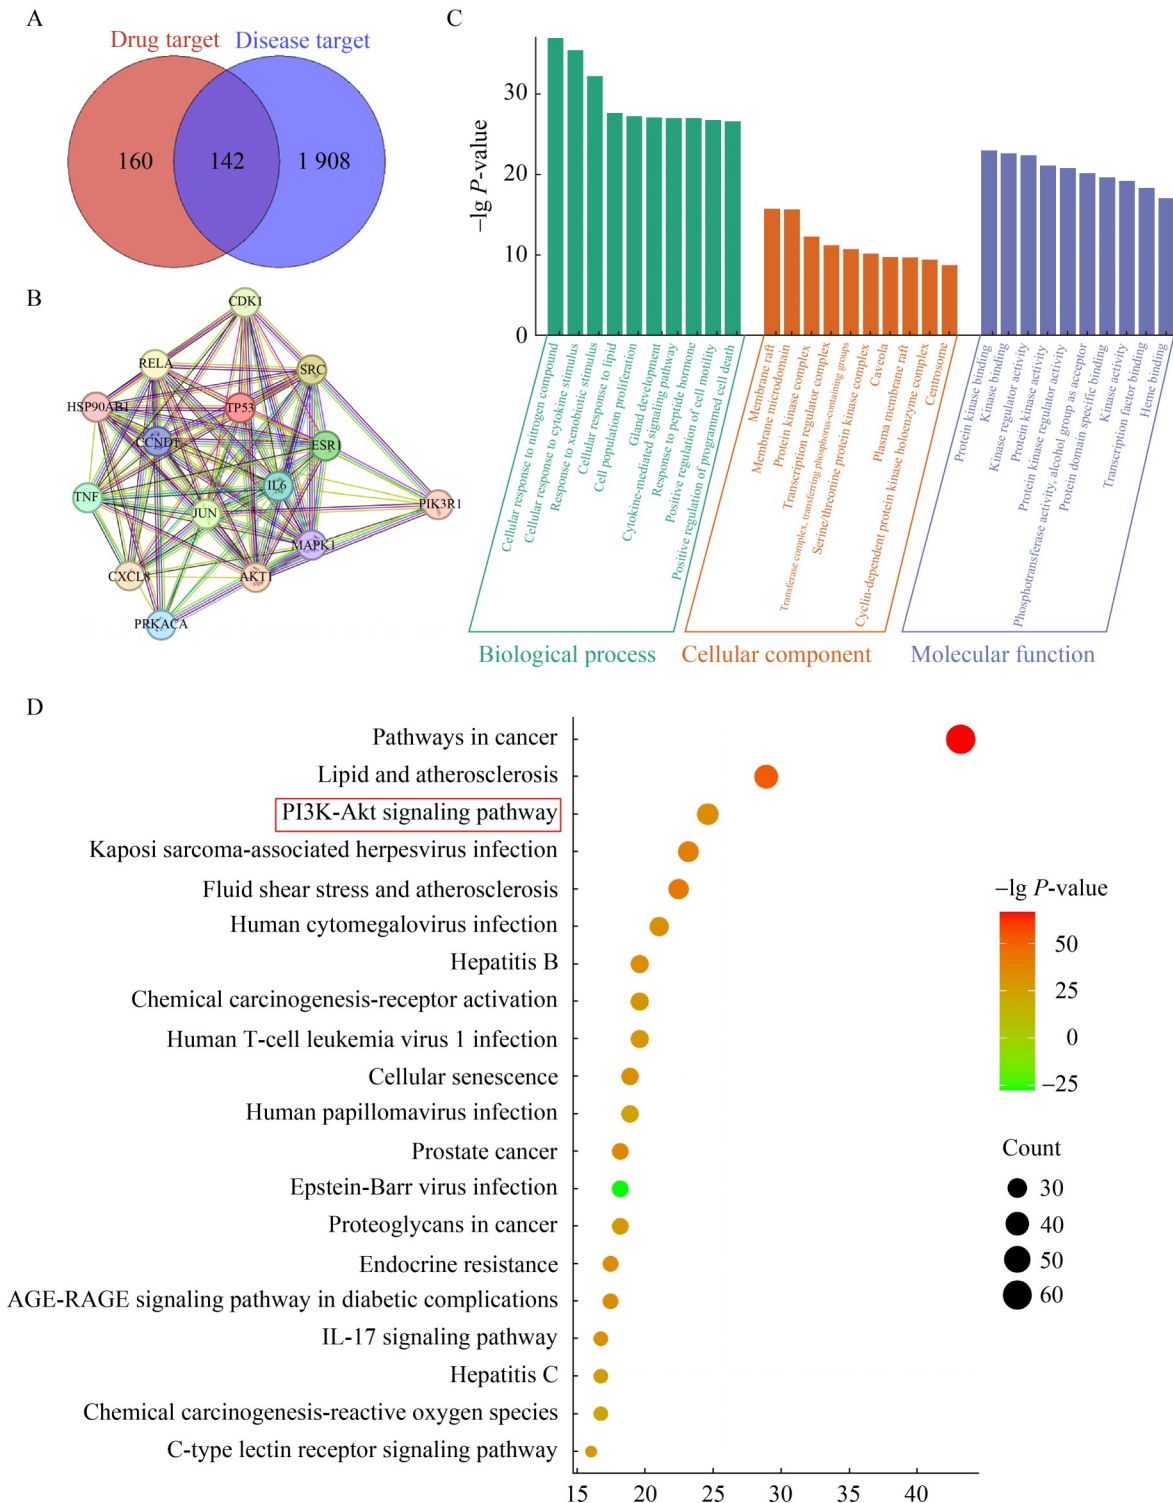 A
Drug target Disease target
160 142 1 908
B
CDK1
RELA
SRC
HSP90AB1
TP53
CCND1
ESR1
IL6
TNF
PIK3R1
JUN
MAPK1
CXCL8
AKT1
PRKACA
C
–lg P-value
30
20
10
0
Cellular response to nitrogen compound
Cellular response to cytokine stimulus
Response to xenobiotic stimulus
Cellular response to lipid
Cell population proliferation
Gland development
Cytokine-mediated signaling pathway
Response to peptide hormone
Positive regulation of cell motility
Positive regulation of programmed cell death
Membrane raft
Membrane microdomain
Protein kinase complex
Transcription regulator complex
Transferase complex, transferring phosphorus-containing groups
Serine/threonine protein kinase complex
Caveola
Plasma membrane raft
Cyclin-dependent protein kinase holoenzyme complex
Centrosome
Protein kinase binding
Kinase binding
Kinase regulator activity
Protein kinase activity
Protein kinase regulator activity
Phosphotransferase activity, alcohol group as acceptor
Protein domain specific binding
Kinase activity
Transcription factor binding
Heme binding
Biological process Cellular component Molecular function
D
Pathways in cancer
Lipid and atherosclerosis
PI3K-Akt signaling pathway
Kaposi sarcoma-associated herpesvirus infection
Fluid shear stress and atherosclerosis
Human cytomegalovirus infection
Hepatitis B
Chemical carcinogenesis-receptor activation
Human T-cell leukemia virus 1 infection
Cellular senescence
Human papillomavirus infection
Prostate cancer
Epstein-Barr virus infection
Proteoglycans in cancer
Endocrine resistance
AGE-RAGE signaling pathway in diabetic complications
IL-17 signaling pathway
Hepatitis C
Chemical carcinogenesis-reactive oxygen species
C-type lectin receptor signaling pathway
15 20 25 30 35 40
–lg P-value
50
25
0
–25
Count
30
40
50
60